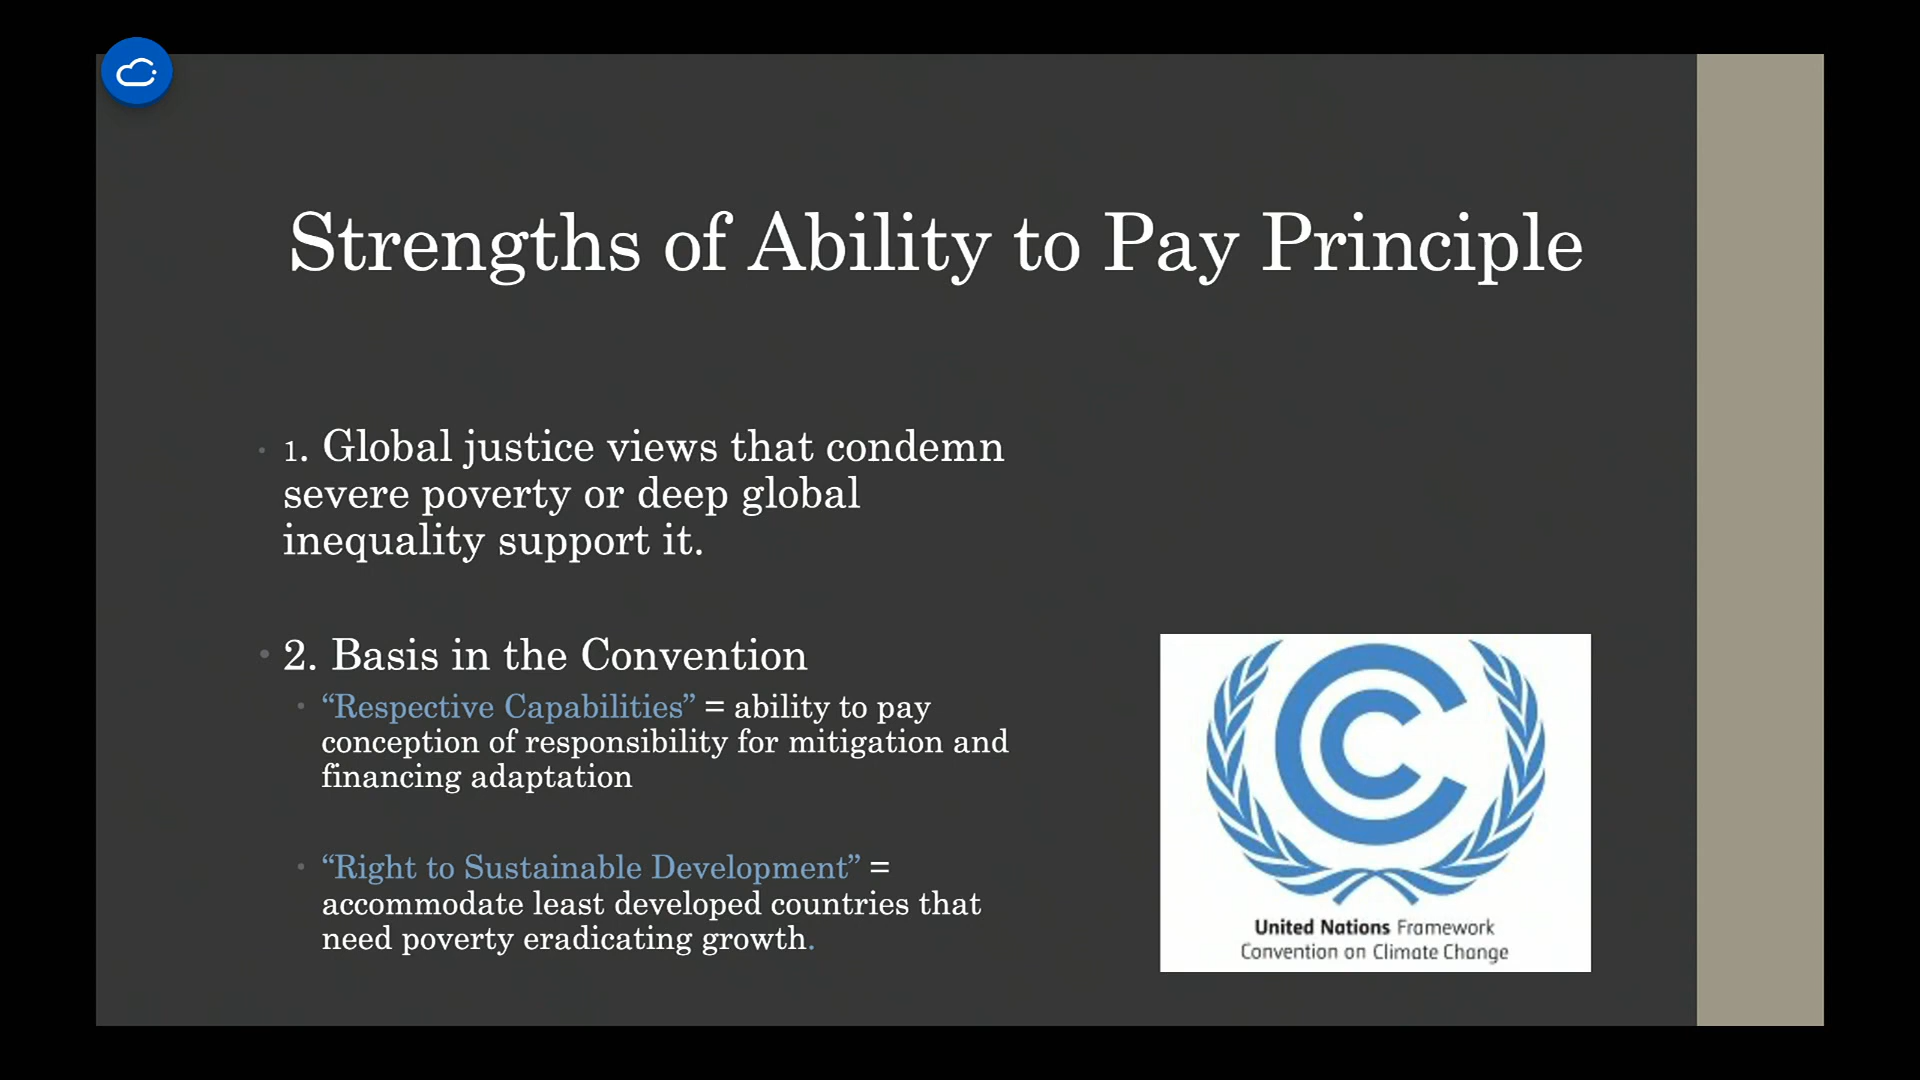 Strengths of Ability to Pay Principle
• 1. Global justice views that condemn
severe poverty or deep global
inequality support it.
• 2. Basis in the Convention
• “Respective Capabilities” = ability to pay
conception of responsibility for mitigation and
financing adaptation
• “Right to Sustainable Development” =
accommodate least developed countries that
need poverty eradicating growth.
United Nations Framework
Convention on Climate Change